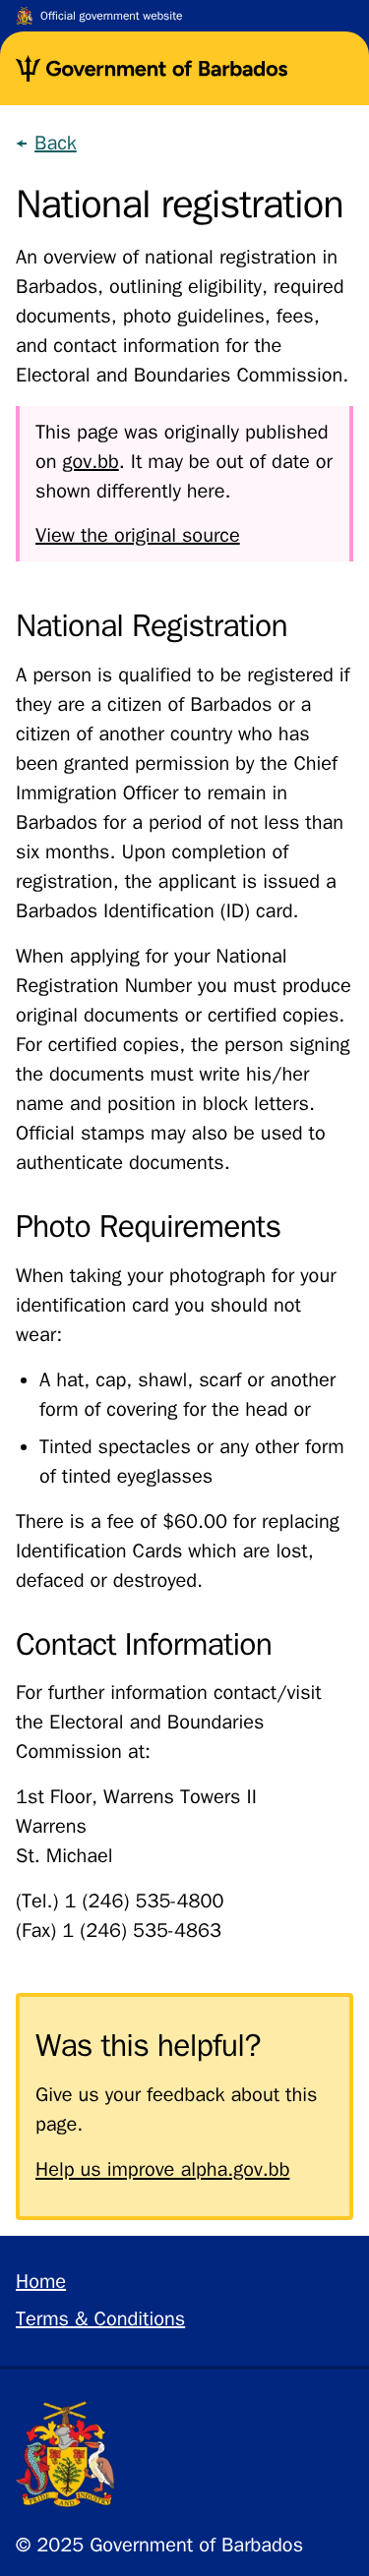 Official government website
Government of Barbados
Back
National registration
An overview of national registration in
Barbados, outlining eligibility, required
documents, photo guidelines, fees,
and contact information for the
Electoral and Boundaries Commission.
This page was originally published
on gov.bb. It may be out of date or
shown differently here.
View the original source
National Registration
A person is qualified to be registered if
they are a citizen of Barbados or a
citizen of another country who has
been granted permission by the Chief
Immigration Officer to remain in
Barbados for a period of not less than
six months. Upon completion of
registration, the applicant is issued a
Barbados Identification (ID) card.
When applying for your National
Registration Number you must produce
original documents or certified copies.
For certified copies, the person signing
the documents must write his/her
name and position in block letters.
Official stamps may also be used to
authenticate documents.
Photo Requirements
When taking your photograph for your
identification card you should not
wear:
• A hat, cap, shawl, scarf or another
form of covering for the head or
• Tinted spectacles or any other form
of tinted eyeglasses
There is a fee of $60.00 for replacing
Identification Cards which are lost,
defaced or destroyed.
Contact Information
For further information contact/visit
the Electoral and Boundaries
Commission at:
1st Floor, Warrens Towers II
Warrens
St. Michael
(Tel.) 1 (246) 535-4800
(Fax) 1 (246) 535-4863
Was this helpful?
Give us your feedback about this
page.
Help us improve alpha.gov.bb
Home
Terms & Conditions
PRIDE AND INDUSTRY
© 2025 Government of Barbados